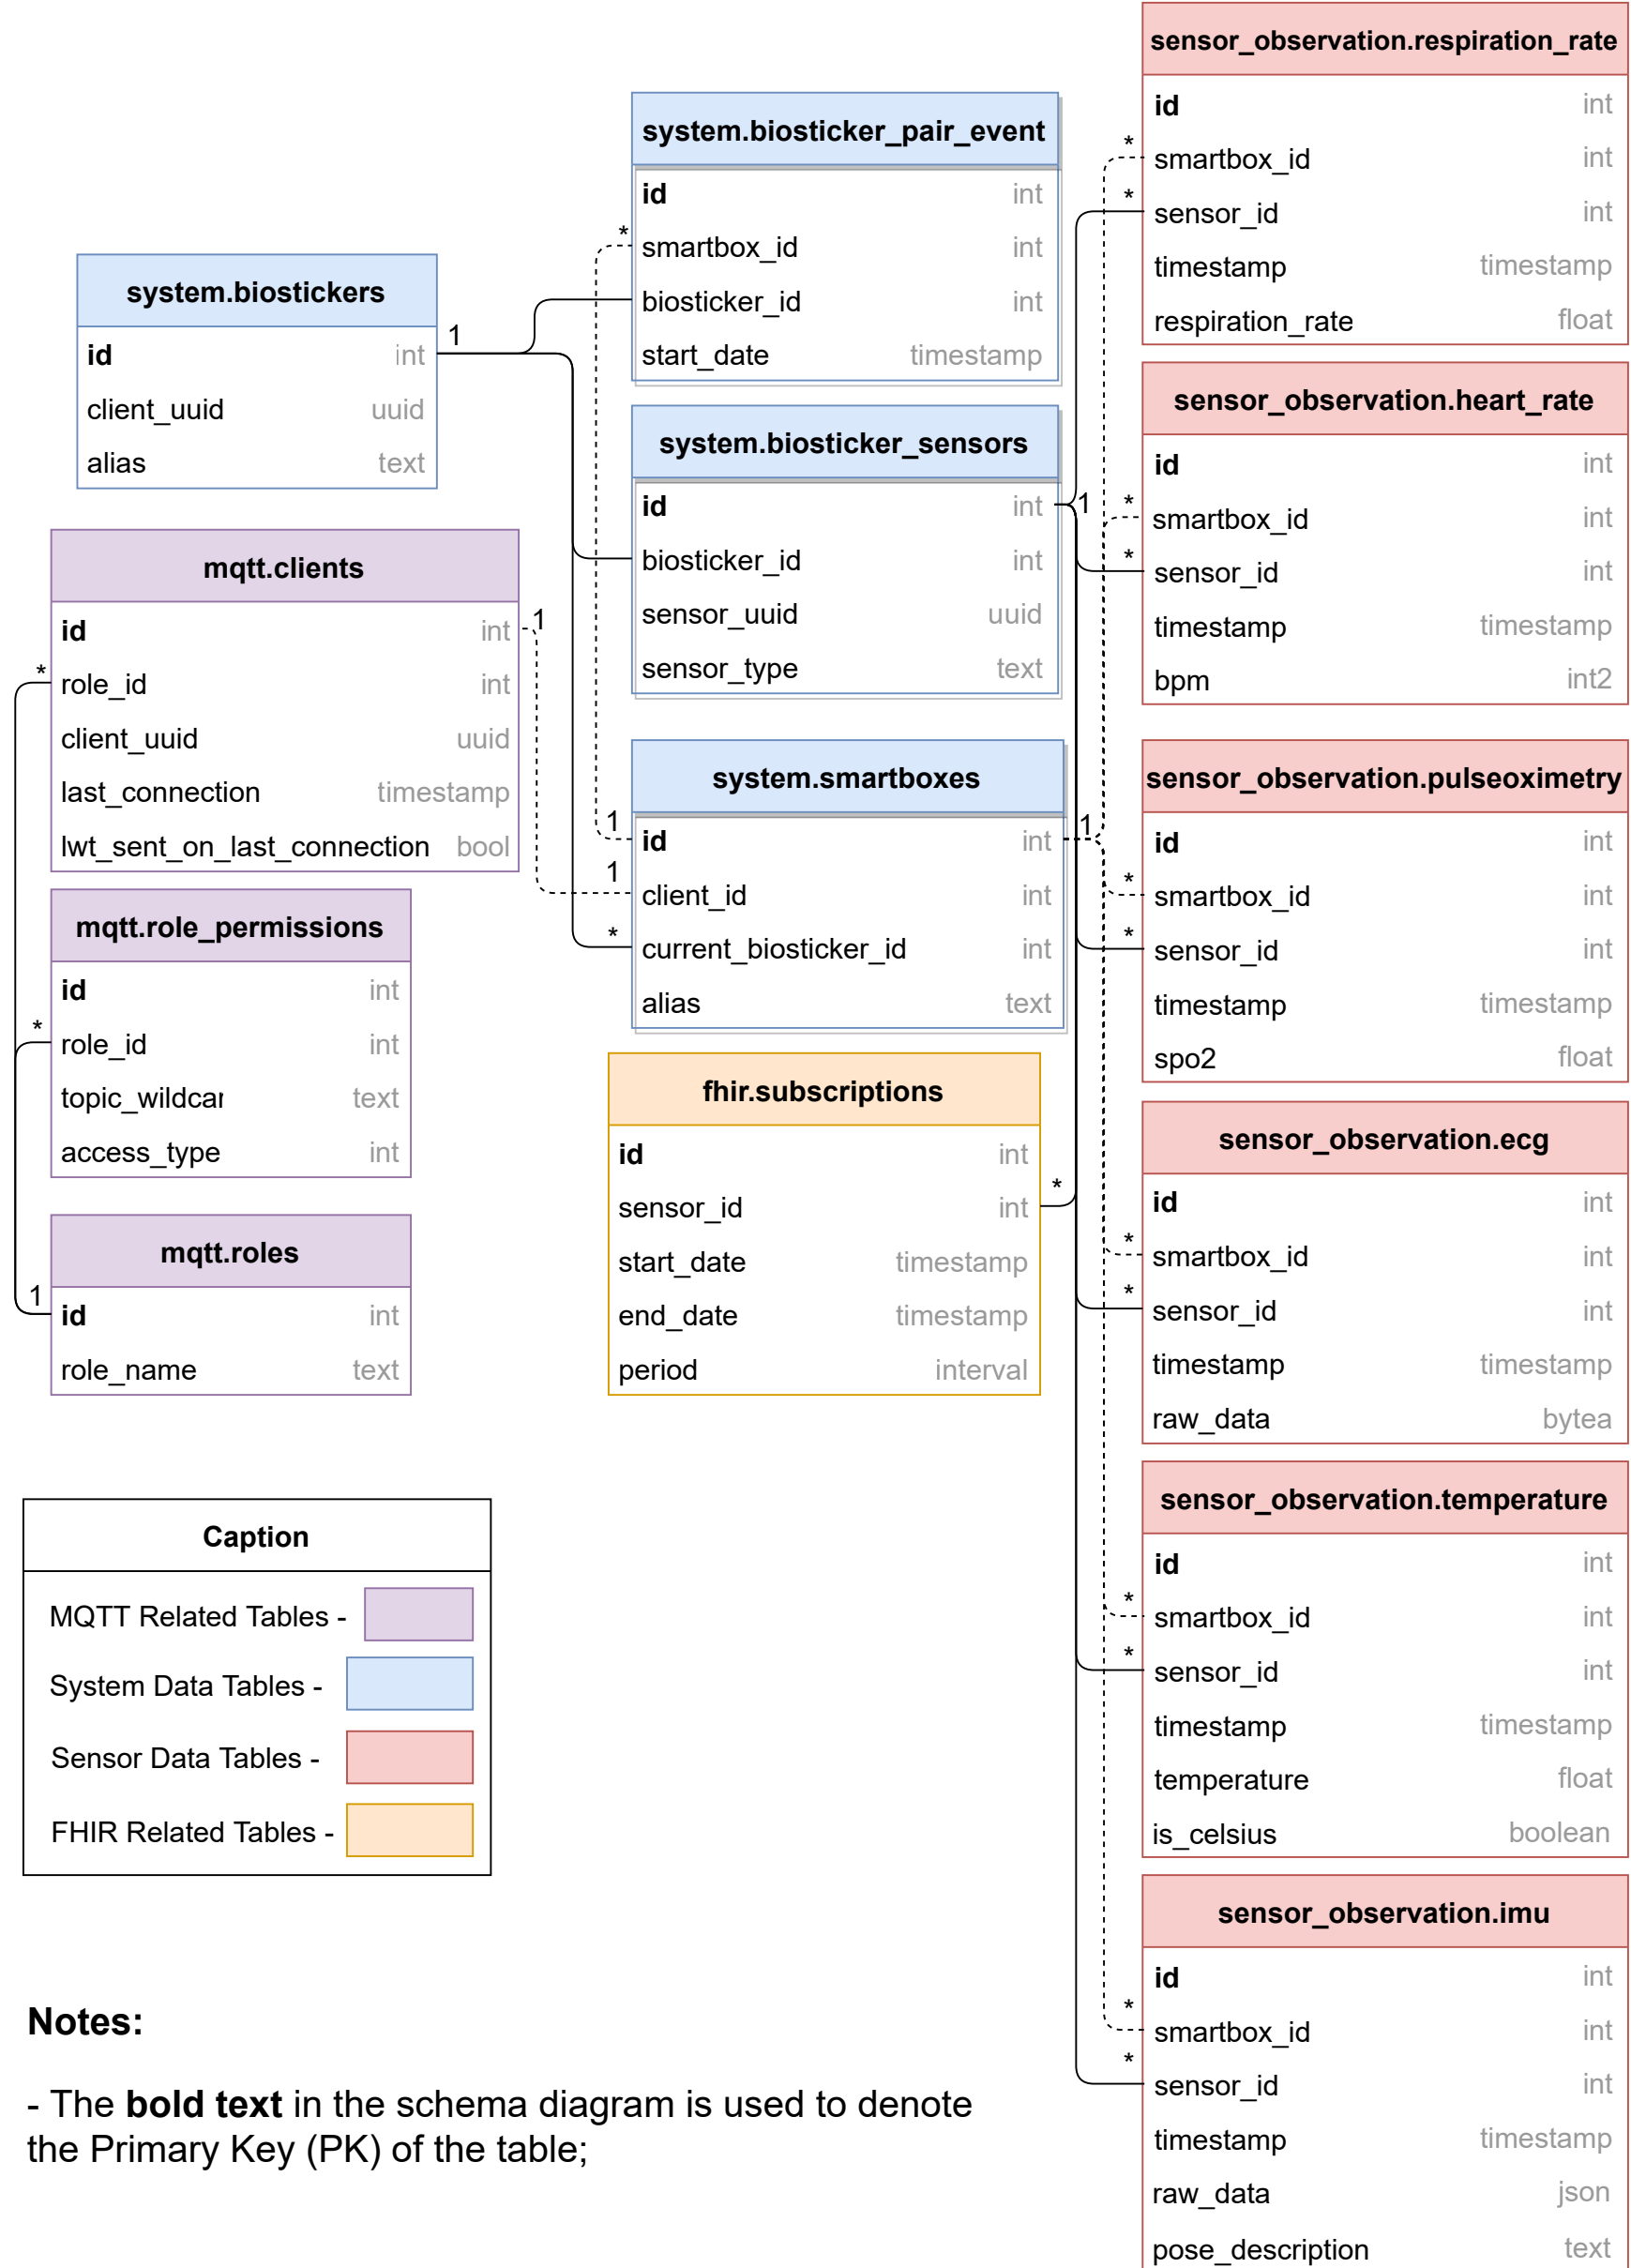 system.biostickers
1
id int
client_uuid uuid
alias text
mqtt.clients
id int
1
*
role_id int
client_uuid uuid
last_connection timestamp
lwt_sent_on_last_connection bool
mqtt.role_permissions
id int
*
role_id int
topic_wildcar text
access_type int
mqtt.roles
1
id int
role_name text
system.biosticker_pair_event
id int
*
smartbox_id int
biosticker_id int
start_date timestamp
system.biosticker_sensors
id int
1
biosticker_id int
sensor_uuid uuid
sensor_type text
system.smartboxes
1
id int
1
1
client_id int
*
current_biosticker_id int
alias text
fhir.subscriptions
id int
*
sensor_id int
start_date timestamp
end_date timestamp
period interval
sensor_observation.respiration_rate
id int
*
smartbox_id int
*
sensor_id int
timestamp timestamp
respiration_rate float
sensor_observation.heart_rate
id int
*
smartbox_id int
*
sensor_id int
timestamp timestamp
bpm int2
sensor_observation.pulseoximetry
id int
*
smartbox_id int
*
sensor_id int
timestamp timestamp
spo2 float
sensor_observation.ecg
id int
*
smartbox_id int
*
sensor_id int
timestamp timestamp
raw_data bytea
sensor_observation.temperature
id int
*
smartbox_id int
*
sensor_id int
timestamp timestamp
temperature float
is_celsius boolean
sensor_observation.imu
id int
*
smartbox_id int
*
sensor_id int
timestamp timestamp
raw_data json
pose_description text
Caption
MQTT Related Tables -
System Data Tables -
Sensor Data Tables -
FHIR Related Tables -
Notes:
- The bold text in the schema diagram is used to denote
the Primary Key (PK) of the table;